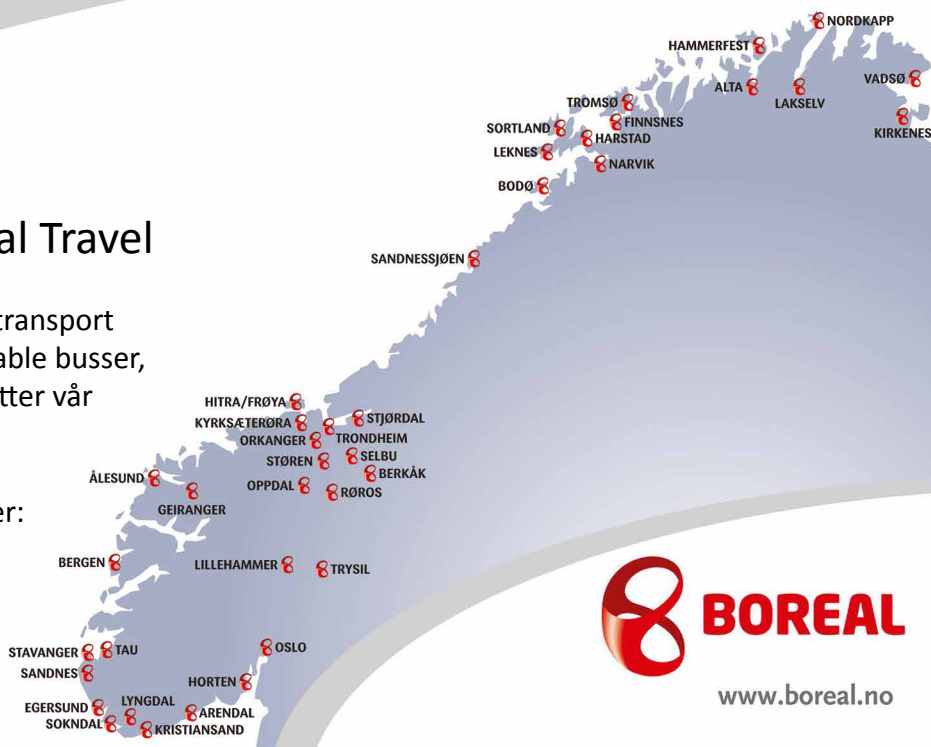 NORDKAPP
HAMMERFEST
ALTA
LAKSELV
VADSØ
KIRKENES
TROMSØ
FINNSNES
SORTLAND
HARSTAD
LEKNES
NARVIK
BODØ
al Travel
SANDNESSJØEN
transport
able busser,
tter vår
er:
HITRA/FRØYA
KYRKSÆTERØRA
STJØRDAL
ORKANGER
TRONDHEIM
STØREN
SELBU
BERKÅK
ÅLESUND
OPPDAL
RØROS
GEIRANGER
BERGEN
LILLEHAMMER
TRYSIL
STAVANGER
TAU
OSLO
SANDNES
HORTEN
EGERSUND
LYNGDAL
ARENDAL
SOKNDAL
KRISTIANSAND
BOREAL
www.boreal.no